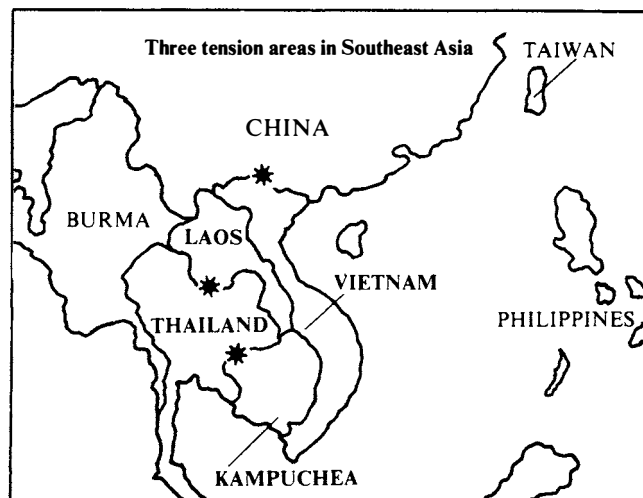 Three tension areas in Southeast Asia
TAIWAN
CHINA
BURMA
LAOS
VIETNAM
THAILAND
PHILIPPINES
KAMPUCHEA